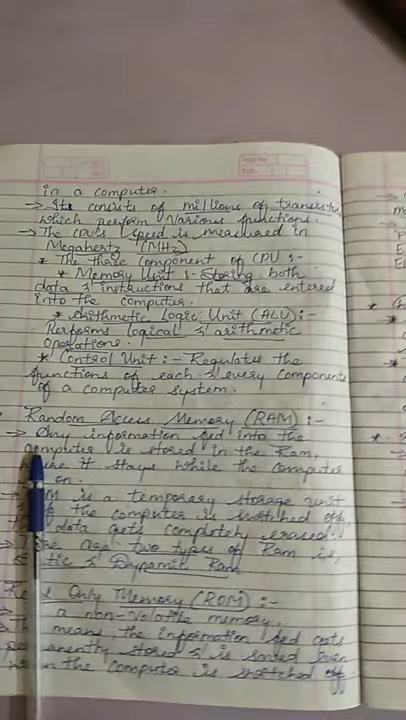 in a computer.
→ It consists of millions of transisto
which perform various functions.
→ The CPU's speed is measured in
Megahertz (MHz)
* The thare component of CPU :-
* Memory Unit :- Storing both
data & instructions that are entered
into the computer.
* Arithmetic Logic Unit (ALU) :-
Performs logical & arithmetic
operations.
* Control Unit :- Regulates the
functions of each & every Components
of a computer system.
Random Access Memory (RAM) :-
→ Any information fed into the
computer is stored in the Ram.
It stays while the computer
on.
is a temporary storage unit
the computer is switched off,
data gets completely erased.
are two types of Ram is,
& Dynamic Ram
Only Memory (ROM) :-
a non-volatile memory.
means the information fed gets
stored & is saved even
the computer is switched off